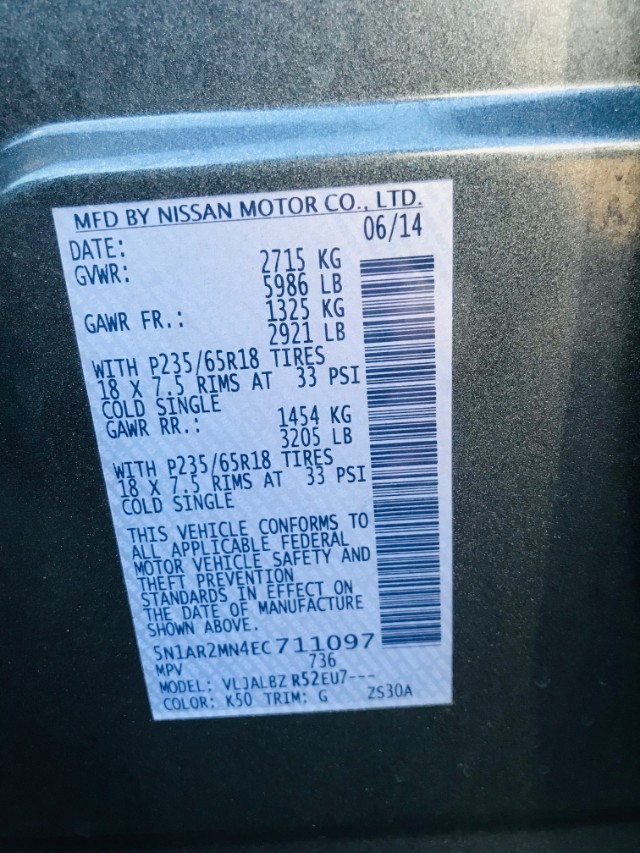 MFD BY NISSAN MOTOR CO., LTD.
DATE: 06/14
GVWR: 2715 KG
5986 LB
GAWR FR.: 1325 KG
2921 LB
WITH P235/65R18 TIRES
18 X 7.5 RIMS AT 33 PSI
COLD SINGLE
GAWR RR.: 1454 KG
3205 LB
WITH P235/65R18 TIRES
18 X 7.5 RIMS AT 33 PSI
COLD SINGLE
THIS VEHICLE CONFORMS TO
ALL APPLICABLE FEDERAL
MOTOR VEHICLE SAFETY AND
THEFT PREVENTION
STANDARDS IN EFFECT ON
THE DATE OF MANUFACTURE
SHOWN ABOVE.
5N1AR2MN4EC711097
MPV 736
MODEL: VLJALBZ R52EU7---
COLOR: K50 TRIM: G ZS30A